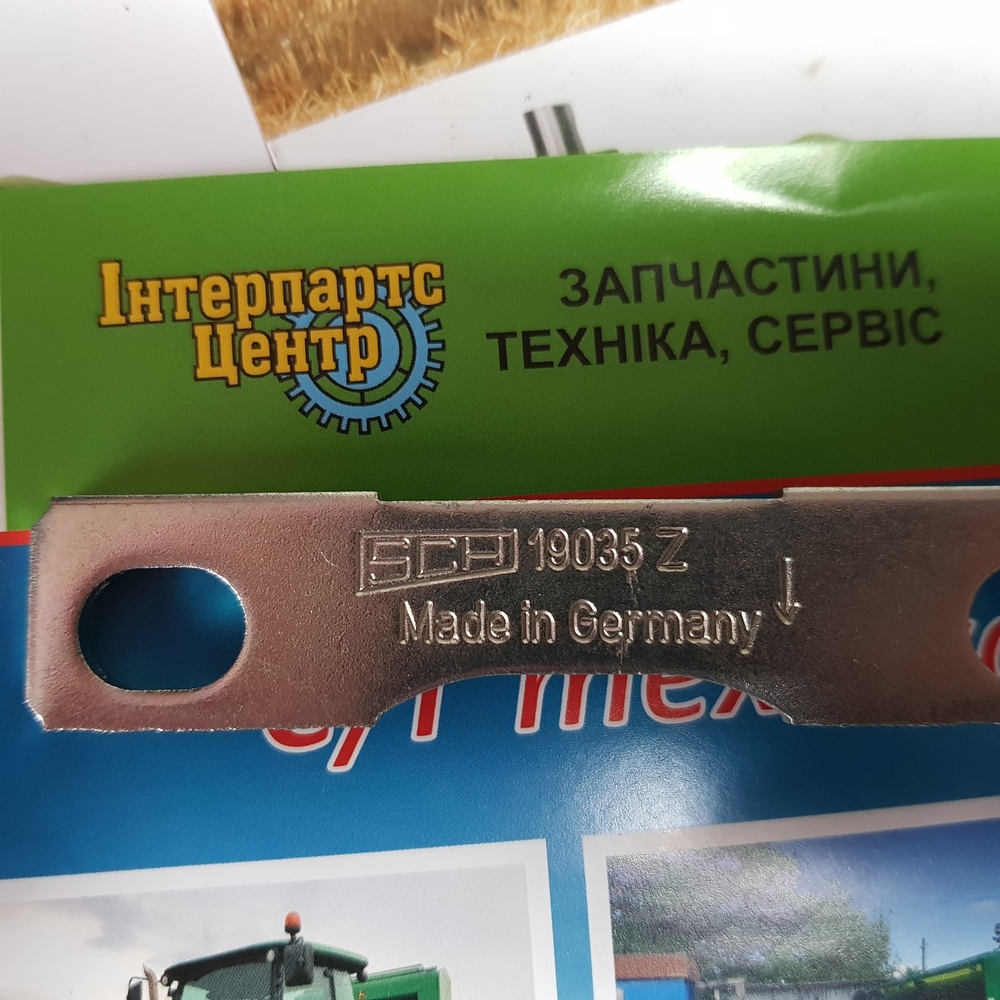 Інтерпартс
Центр
ЗАПЧАСТИНИ,
ТЕХНІКА, СЕРВІС
SCH 19035 Z
Made in Germany